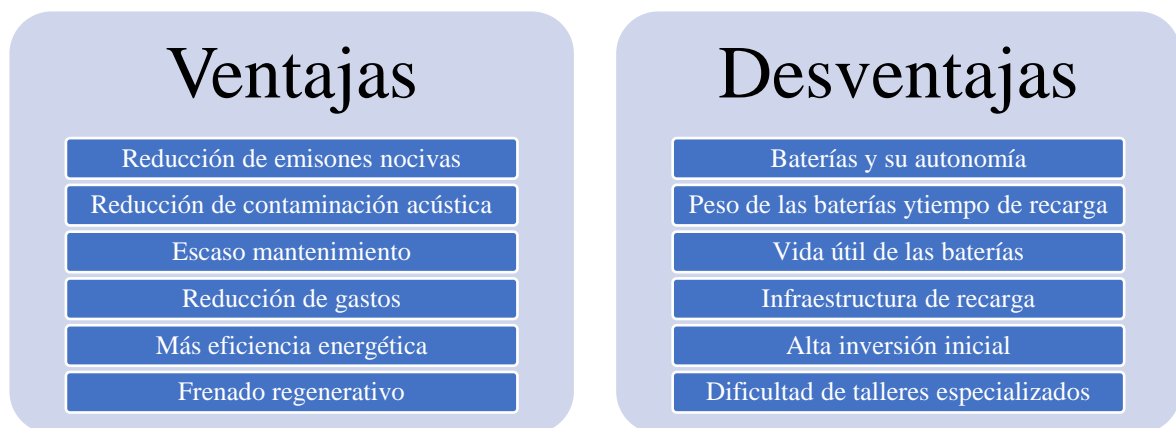 Ventajas
Reducción de emisones nocivas
Reducción de contaminación acústica
Escaso mantenimiento
Reducción de gastos
Más eficiencia energética
Frenado regenerativo
Desventajas
Baterías y su autonomía
Peso de las baterías ytiempo de recarga
Vida útil de las baterías
Infraestructura de recarga
Alta inversión inicial
Dificultad de talleres especializados